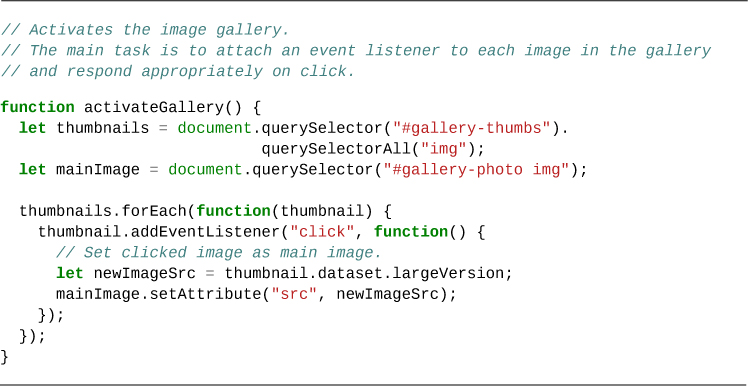 // Activates the image gallery.
// The main task is to attach an event listener to each image in the gallery
// and respond appropriately on click.
function activateGallery() {
  let thumbnails = document.querySelector("#gallery-thumbs").
                            querySelectorAll("img");
  let mainImage = document.querySelector("#gallery-photo img");
  thumbnails.forEach(function(thumbnail) {
    thumbnail.addEventListener("click", function() {
      // Set clicked image as main image.
      let newImageSrc = thumbnail.dataset.largeVersion;
      mainImage.setAttribute("src", newImageSrc);
    });
  });
}